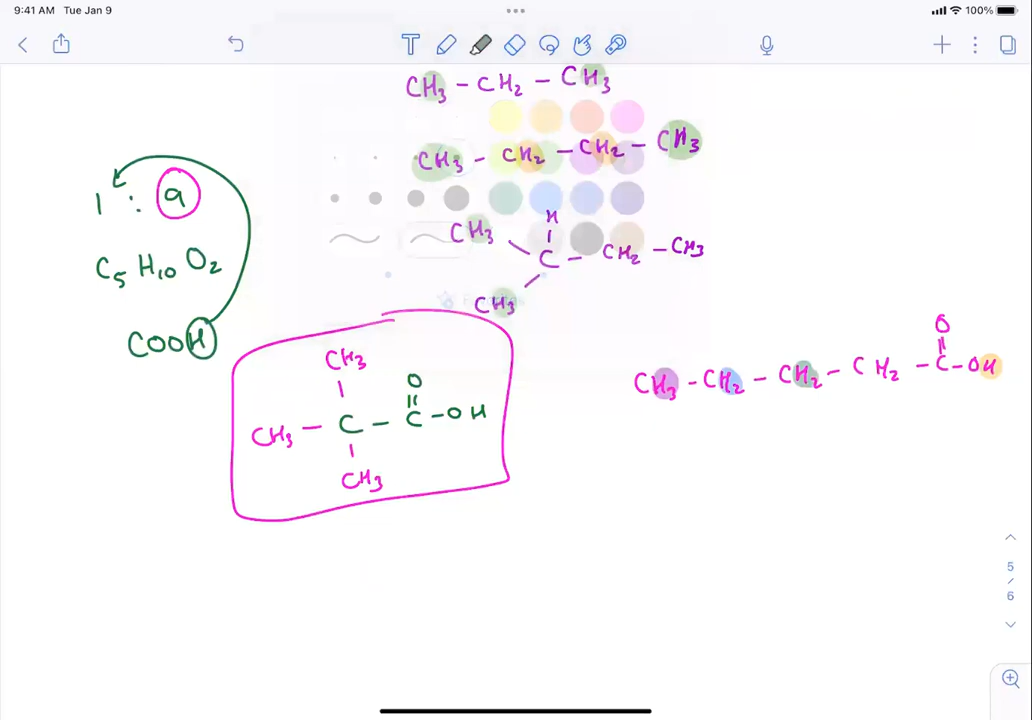 9:41 AM Tue Jan 9
100%
CH3 - CH2 - CH3
CH3 - CH2 - CH2 - CH3
1 : 9
H
CH3
C - CH2 - CH3
CH3
C5 H10 O2
COOH
CH3
O
CH3 - C - C - OH
CH3
O
CH3 - CH2 - CH2 - CH2 - C - OH
5
/
6